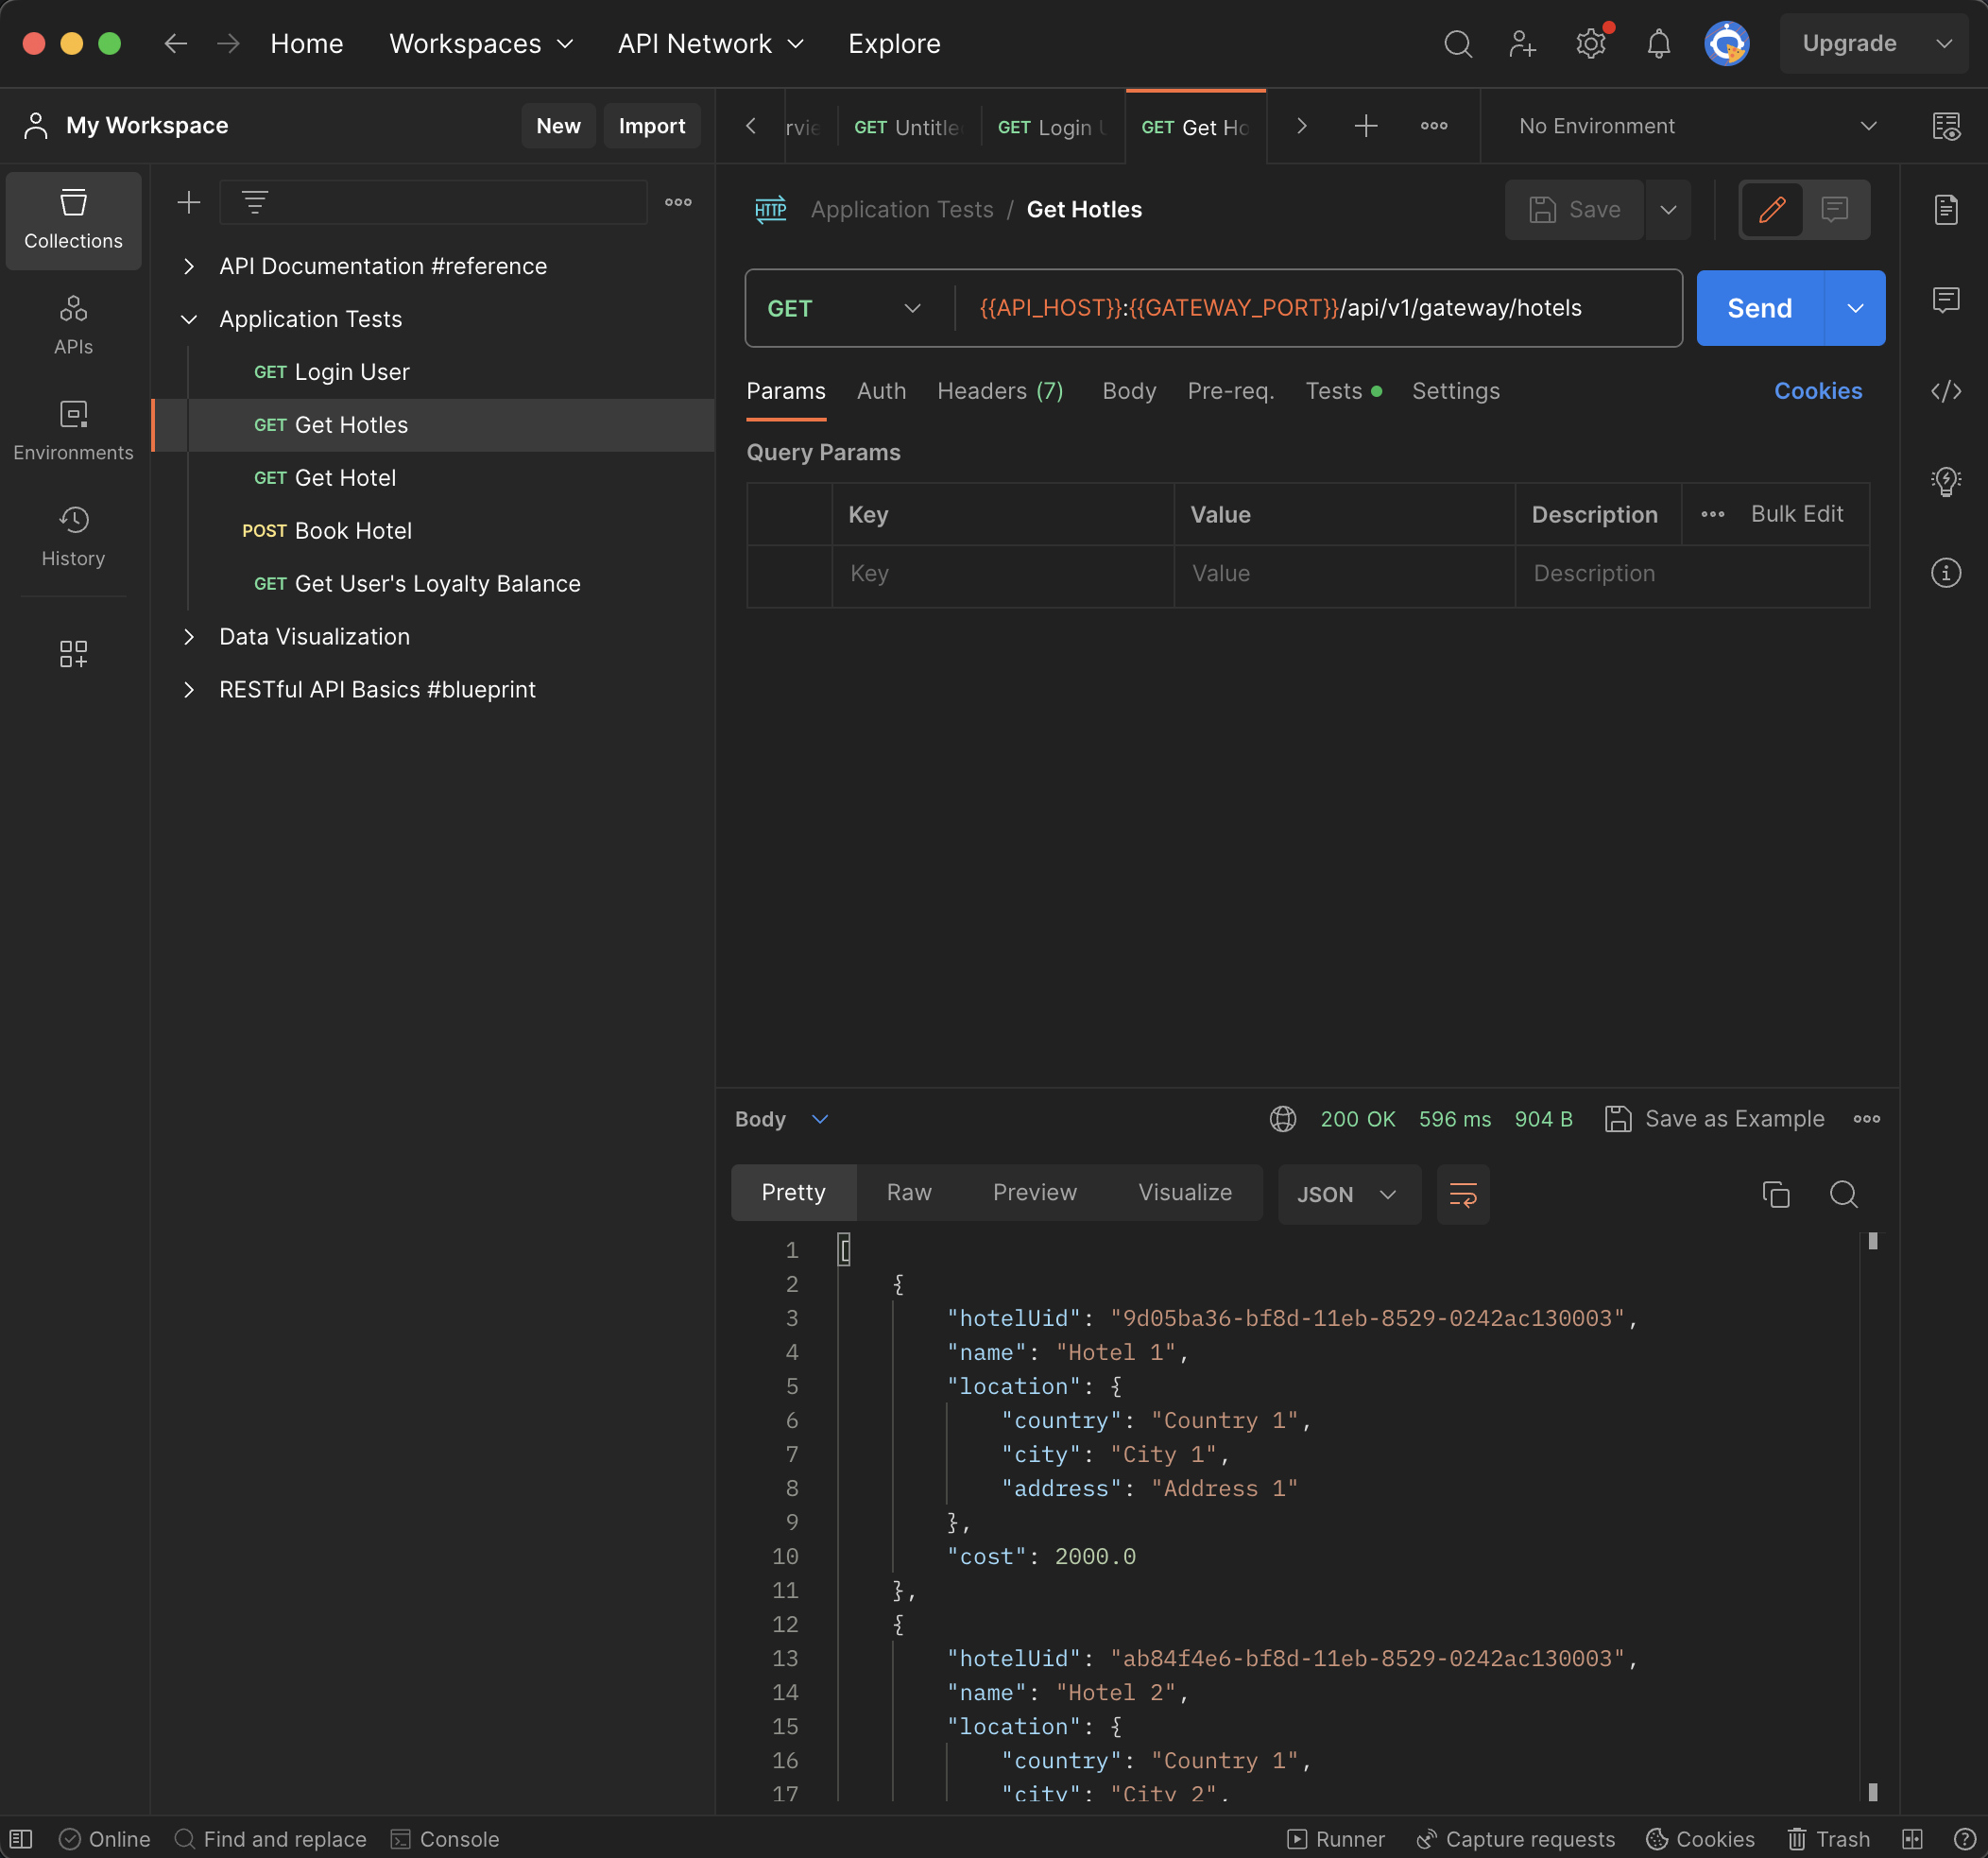 Home Workspaces API Network Explore Upgrade
My Workspace New Import
GET Untitle GET Login GET Get Ho No Environment
Collections
APIs
Environments
History
API Documentation #reference
Application Tests
GET Login User
GET Get Hotles
GET Get Hotel
POST Book Hotel
GET Get User's Loyalty Balance
Data Visualization
RESTful API Basics #blueprint
HTTP Application Tests / Get Hotles Save
GET {{API_HOST}}:{{GATEWAY_PORT}}/api/v1/gateway/hotels Send
Params Auth Headers (7) Body Pre-req. Tests Settings Cookies
Query Params
Key Value Description Bulk Edit
Key Value Description
Body 200 OK 596 ms 904 B Save as Example
Pretty Raw Preview Visualize JSON
1 [
2 {
3 "hotelUid": "9d05ba36-bf8d-11eb-8529-0242ac130003",
4 "name": "Hotel 1",
5 "location": {
6 "country": "Country 1",
7 "city": "City 1",
8 "address": "Address 1"
9 },
10 "cost": 2000.0
11 },
12 {
13 "hotelUid": "ab84f4e6-bf8d-11eb-8529-0242ac130003",
14 "name": "Hotel 2",
15 "location": {
16 "country": "Country 1",
17 "city": "City 2",
Online Find and replace Console Runner Capture requests Cookies Trash